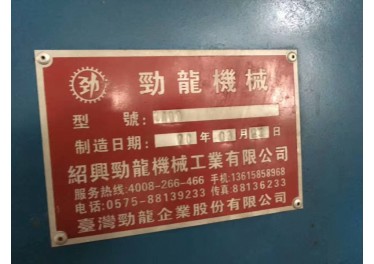 劲
勁龍機械
型 號:
制造日期: 年 月 日
紹興勁龍機械工業有限公司
服务热线:4008-266-466 手机:13615858968
电话:0575-88139233 传真:88136233
臺灣勁龍企業股份有限公司